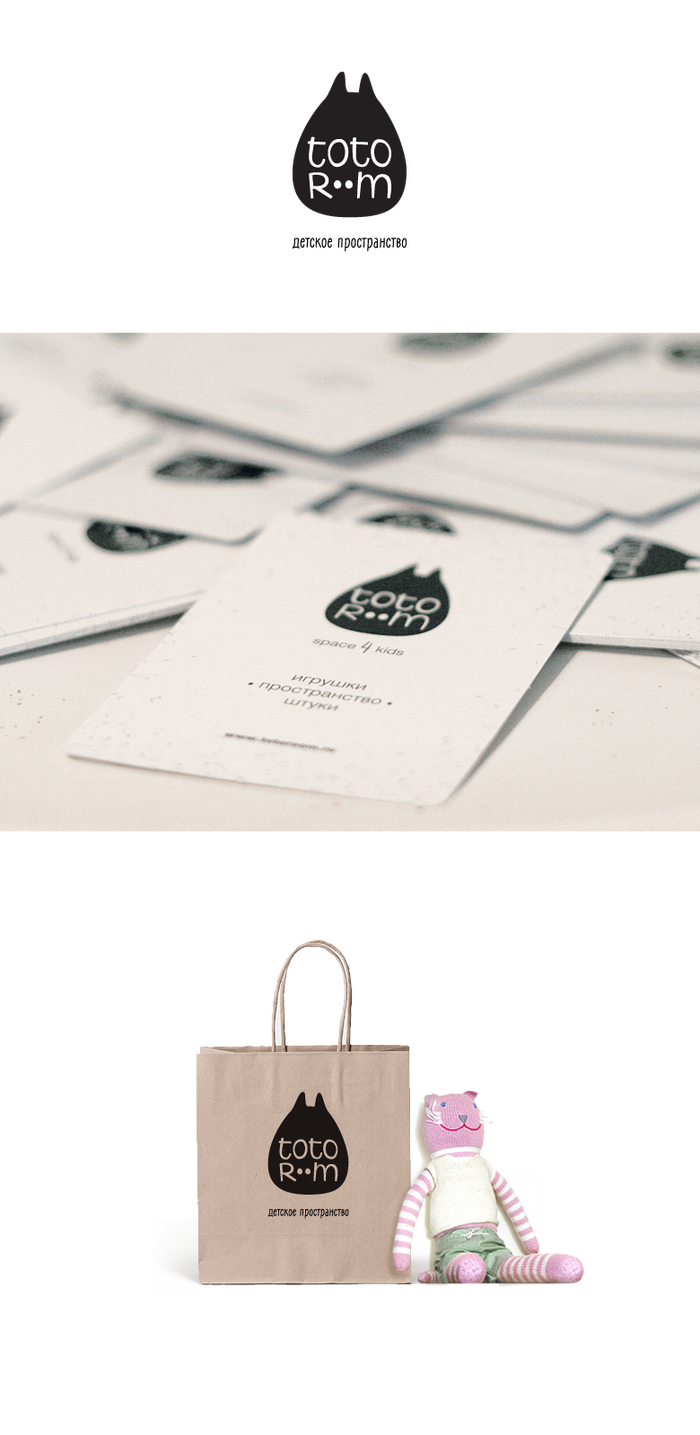 toto
R••m
детское пространство
toto
R••m
space 4 kids
игрушки
• пространство •
штуки
toto
R••m
детское пространство